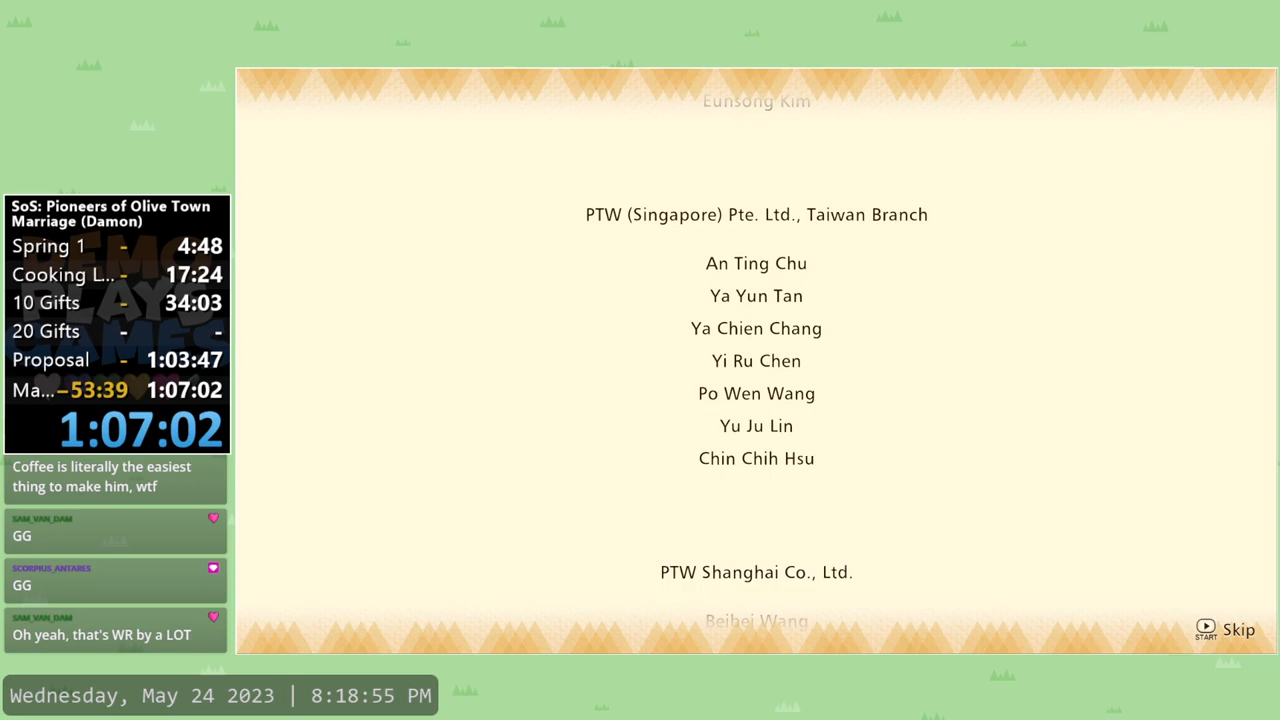 SoS: Pioneers of Olive Town
Marriage (Damon)
Spring 1 - 4:48
Cooking L... - 17:24
10 Gifts - 34:03
20 Gifts - -
Proposal - 1:03:47
Ma... −53:39 1:07:02
1:07:02
Coffee is literally the easiest
thing to make him, wtf
SAM_VAN_DAM
GG
SCORPIUS_ANTARES
GG
SAM_VAN_DAM
Oh yeah, that's WR by a LOT
Wednesday, May 24 2023 | 8:18:55 PM
Eunsong Kim
PTW (Singapore) Pte. Ltd., Taiwan Branch
An Ting Chu
Ya Yun Tan
Ya Chien Chang
Yi Ru Chen
Po Wen Wang
Yu Ju Lin
Chin Chih Hsu
PTW Shanghai Co., Ltd.
Beibei Wang
START Skip